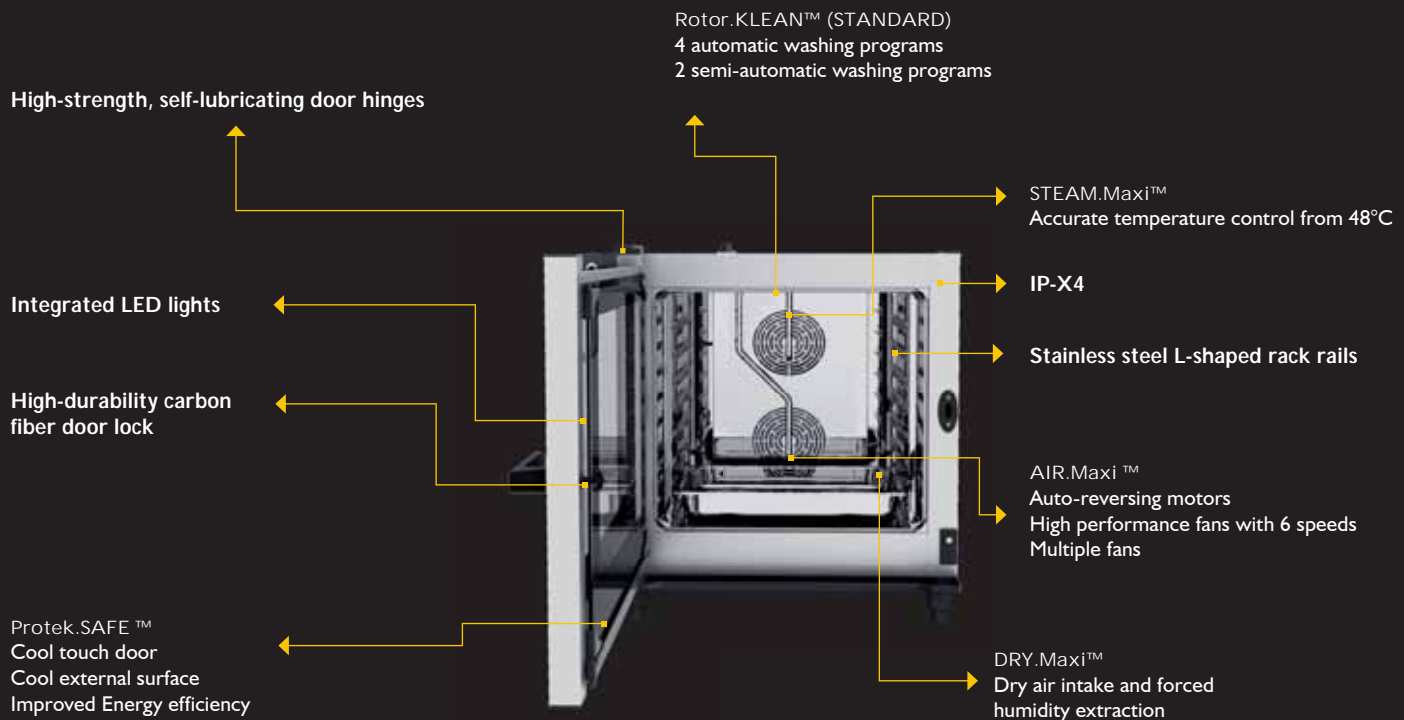 Rotor.KLEAN™ (STANDARD)
4 automatic washing programs
2 semi-automatic washing programs
High-strength, self-lubricating door hinges
STEAM.Maxi™
Accurate temperature control from 48°C
IP-X4
Integrated LED lights
Stainless steel L-shaped rack rails
High-durability carbon
fiber door lock
AIR.Maxi ™
Auto-reversing motors
High performance fans with 6 speeds
Multiple fans
Protek.SAFE ™
Cool touch door
Cool external surface
Improved Energy efficiency
DRY.Maxi™
Dry air intake and forced
humidity extraction